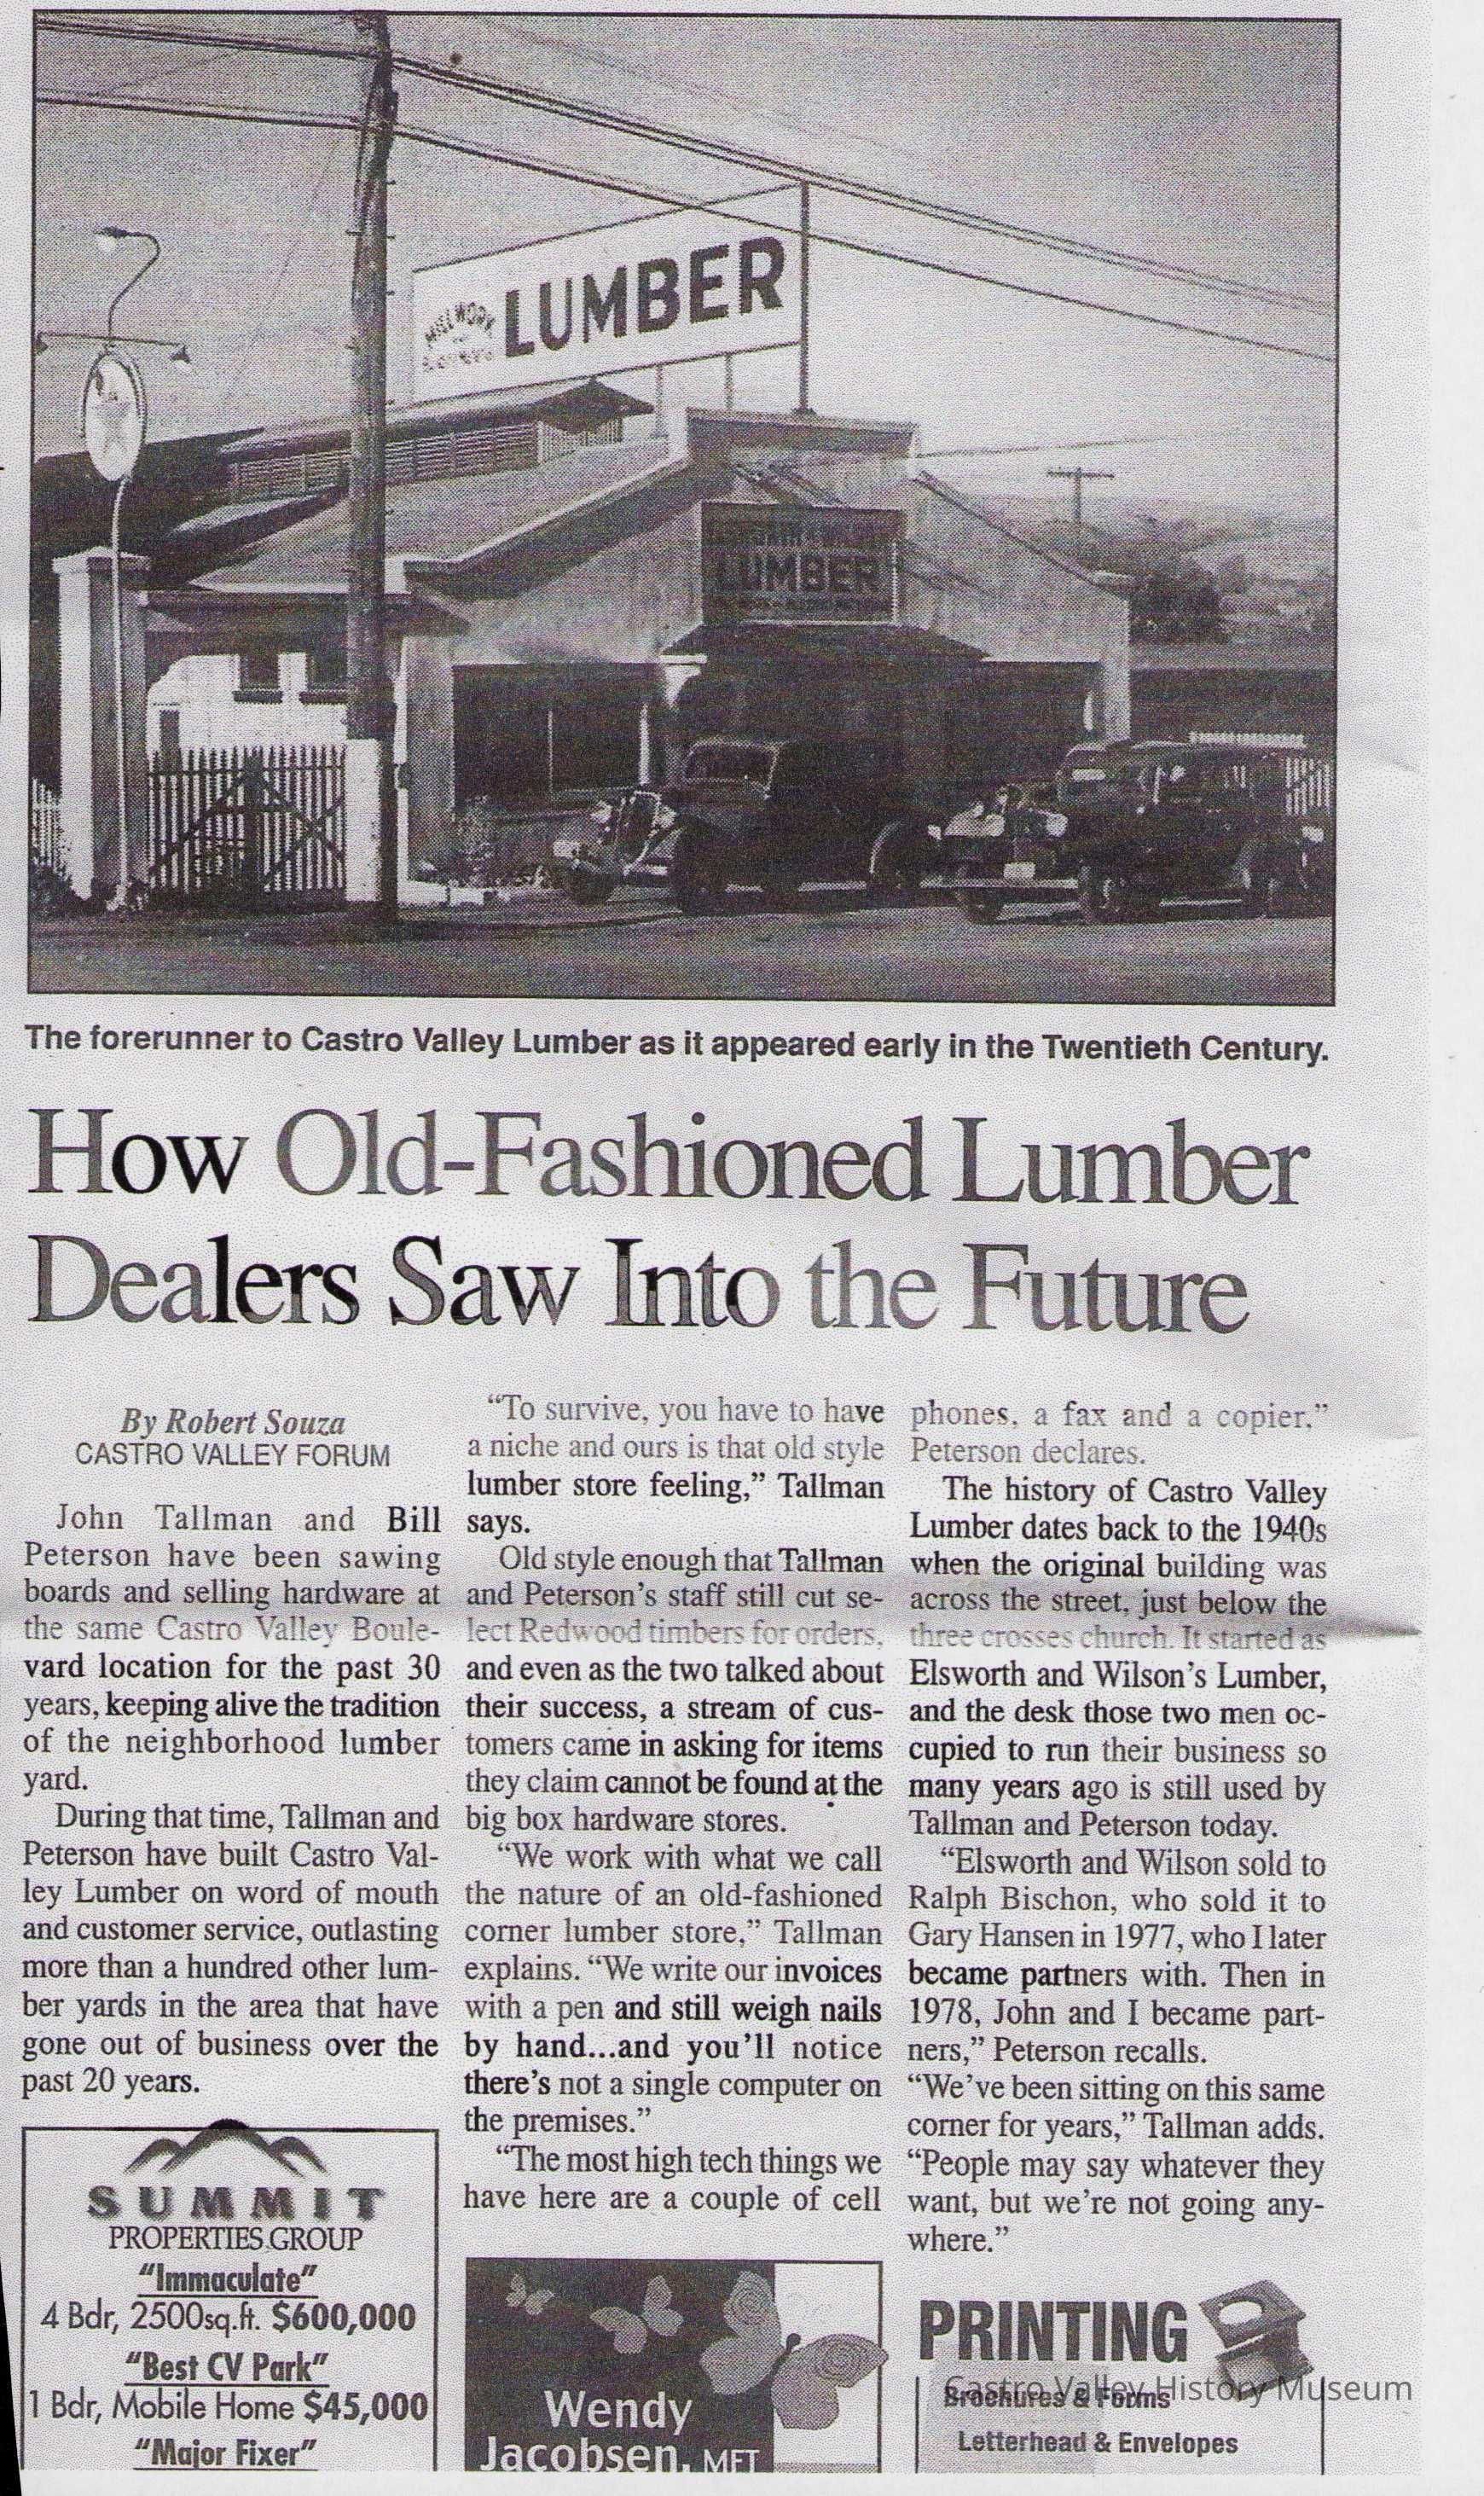 MILLWORK
LUMBER
LUMBER
The forerunner to Castro Valley Lumber as it appeared early in the Twentieth Century.
How Old-Fashioned Lumber
Dealers Saw Into the Future
By Robert Souza
CASTRO VALLEY FORUM
John Tallman and Bill
Peterson have been sawing
boards and selling hardware at
the same Castro Valley Boule-
vard location for the past 30
years, keeping alive the tradition
of the neighborhood lumber
yard.
During that time, Tallman and
Peterson have built Castro Val-
ley Lumber on word of mouth
and customer service, outlasting
more than a hundred other lum-
ber yards in the area that have
gone out of business over the
past 20 years.
“To survive, you have to have
a niche and ours is that old style
lumber store feeling,” Tallman
says.
Old style enough that Tallman
and Peterson’s staff still cut se-
lect Redwood timbers for orders,
and even as the two talked about
their success, a stream of cus-
tomers came in asking for items
they claim cannot be found at the
big box hardware stores.
“We work with what we call
the nature of an old-fashioned
corner lumber store,” Tallman
explains. “We write our invoices
with a pen and still weigh nails
by hand...and you’ll notice
there’s not a single computer on
the premises.”
“The most high tech things we
have here are a couple of cell
phones, a fax and a copier,”
Peterson declares.
The history of Castro Valley
Lumber dates back to the 1940s
when the original building was
across the street, just below the
three crosses church. It started as
Elsworth and Wilson’s Lumber,
and the desk those two men oc-
cupied to run their business so
many years ago is still used by
Tallman and Peterson today.
“Elsworth and Wilson sold to
Ralph Bischon, who sold it to
Gary Hansen in 1977, who I later
became partners with. Then in
1978, John and I became part-
ners,” Peterson recalls.
“We’ve been sitting on this same
corner for years,” Tallman adds.
“People may say whatever they
want, but we’re not going any-
where.”
SUMMIT
PROPERTIES GROUP
“Immaculate”
4 Bdr, 2500sq.ft. $600,000
“Best CV Park”
1 Bdr, Mobile Home $45,000
“Major Fixer”
Wendy
Jacobsen, MFT
PRINTING
Brochures & Forms
Letterhead & Envelopes
Castro Valley History Museum